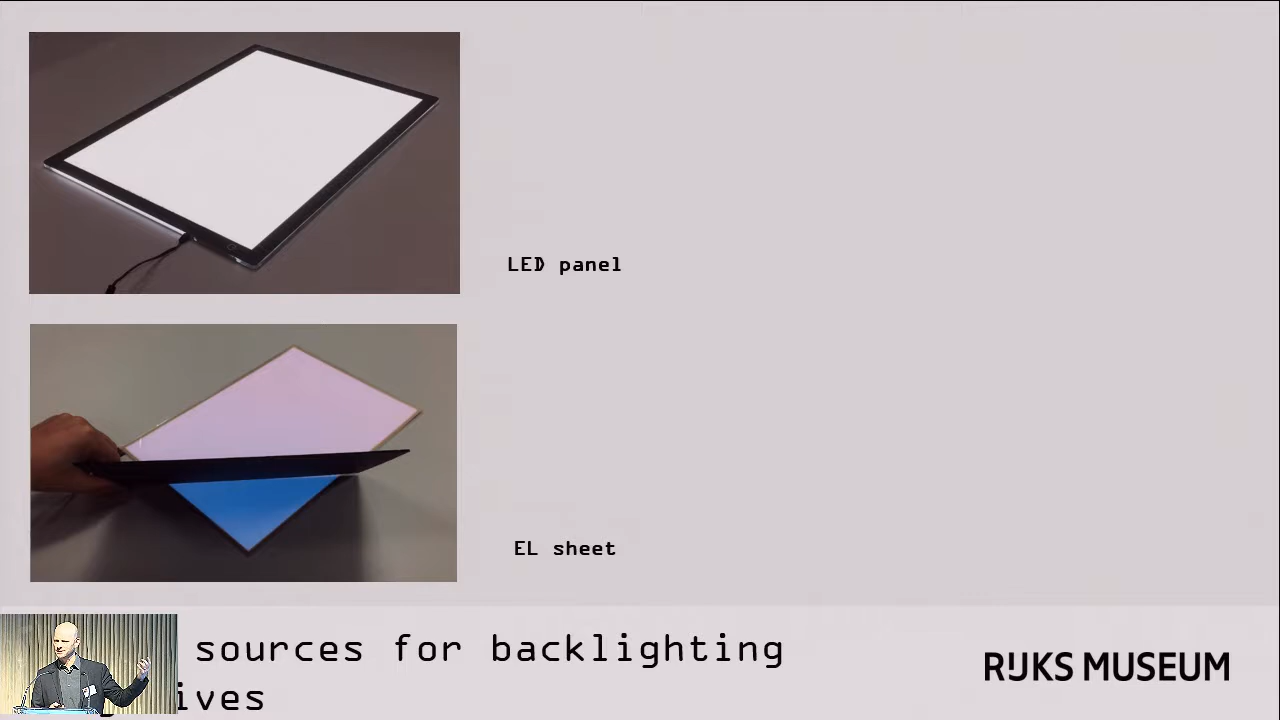 LED panel
EL sheet
sources for backlighting
ives
RIJKS MUSEUM